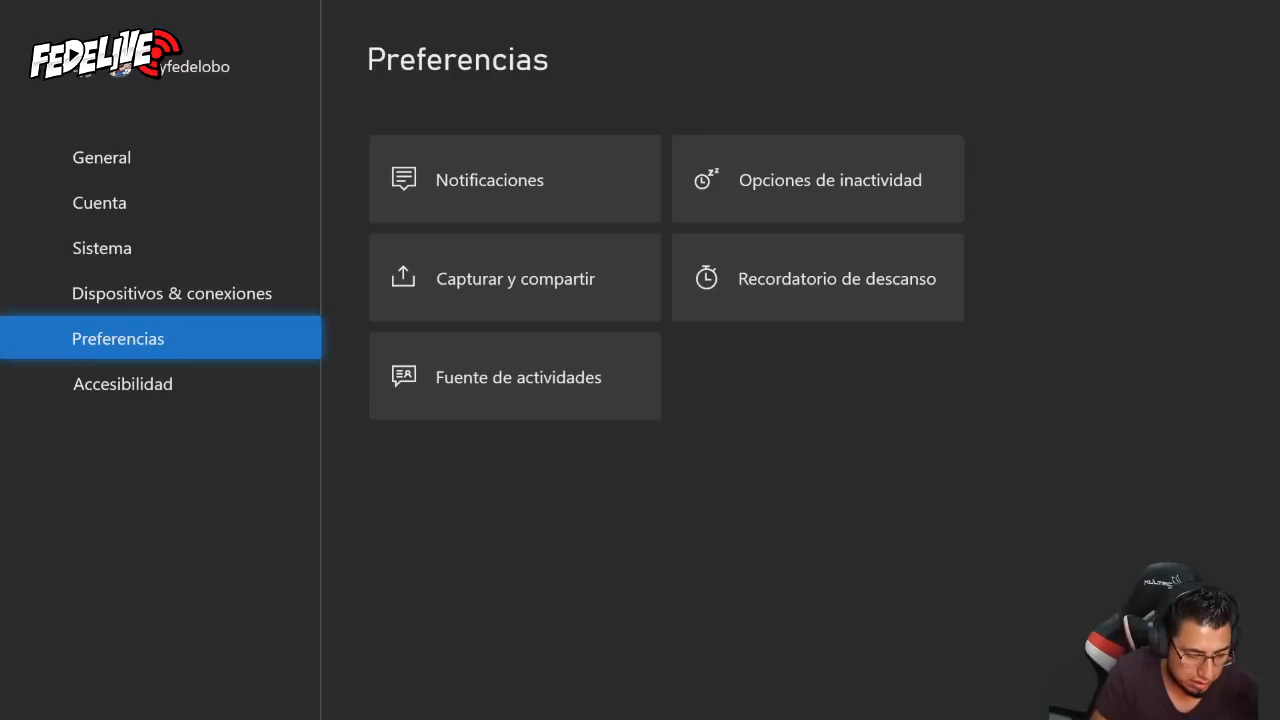 FEDELIVE
yfedelobo
Preferencias
General
Cuenta
Sistema
Dispositivos & conexiones
Preferencias
Accesibilidad
Notificaciones
Opciones de inactividad
Capturar y compartir
Recordatorio de descanso
Fuente de actividades